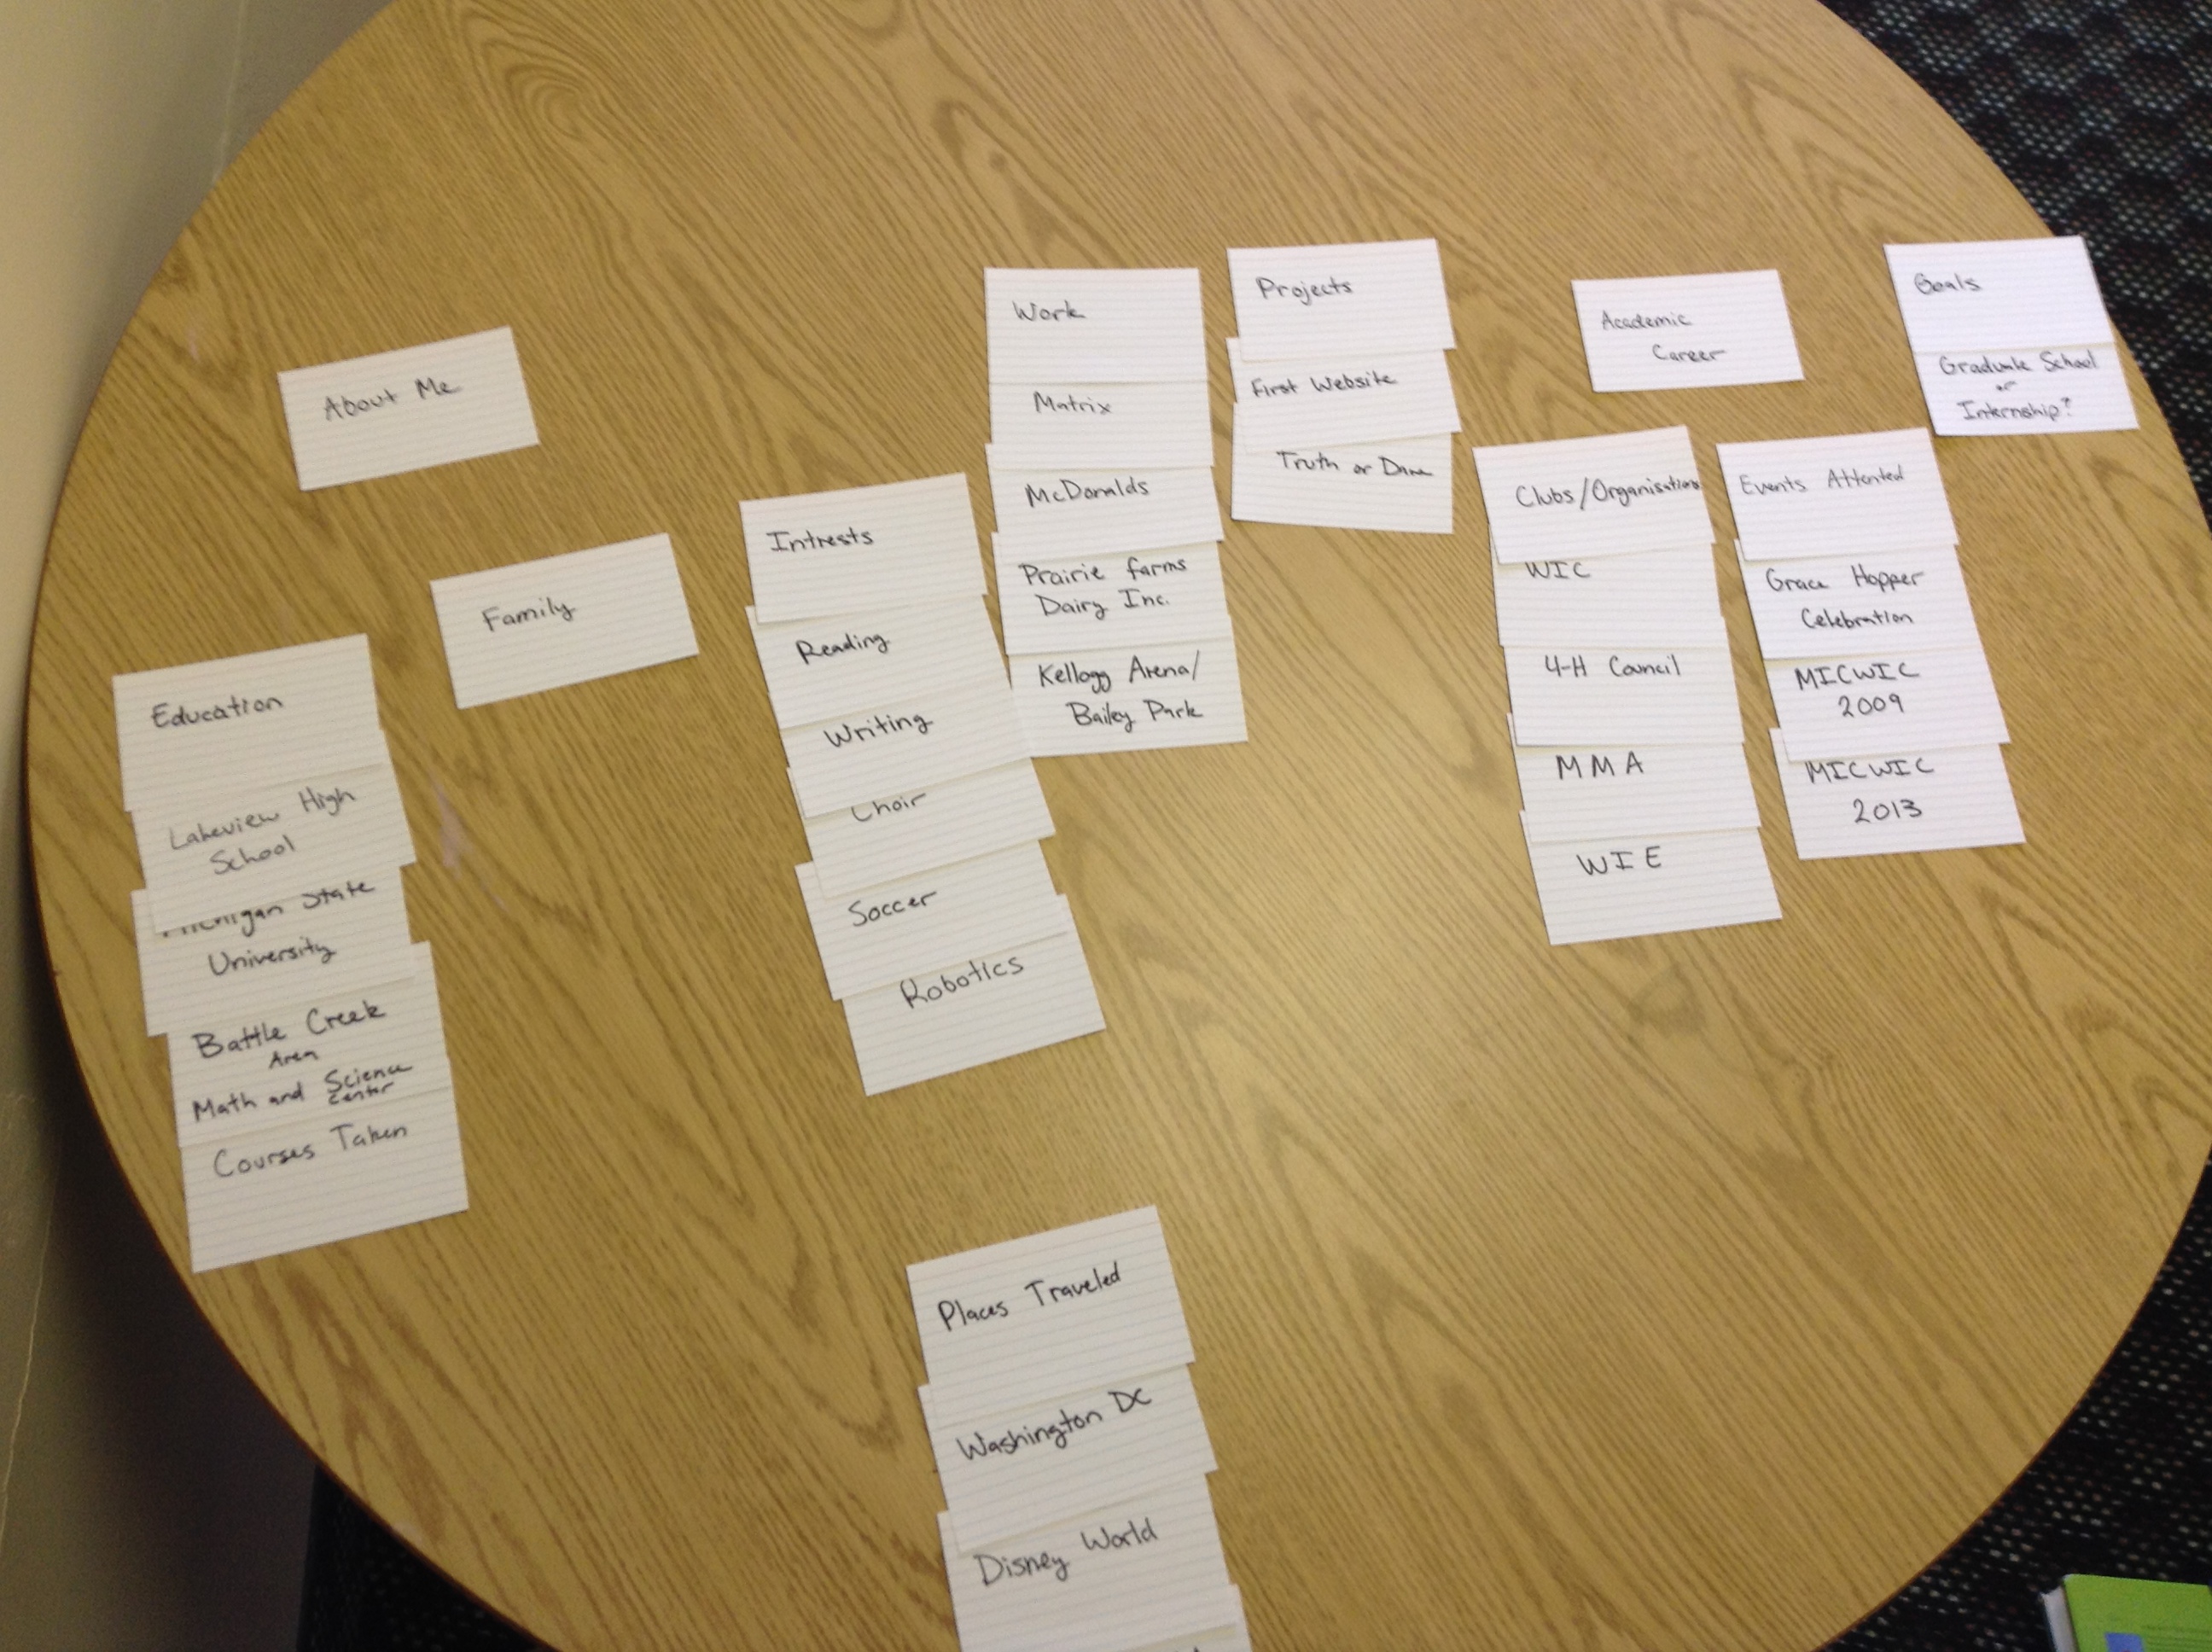 About Me
Education
Lakeview High
School
Michigan State
University
Battle Creek
Area
Math and Science
Center
Courses Taken
Family
Intrests
Reading
Writing
Choir
Soccer
Robotics
Places Traveled
Washington DC
Disney World
Work
Matrix
McDonalds
Prairie farms
Dairy Inc.
Kellogg Arena/
Bailey Park
Projects
First Website
Truth or Dare
Academic
Career
Clubs/Organisations
WIC
4-H Council
MMA
WIE
Events Attented
Grace Hopper
Celebration
MICWIC
2009
MICWIC
2013
Goals
Graduate School
or
Internship?